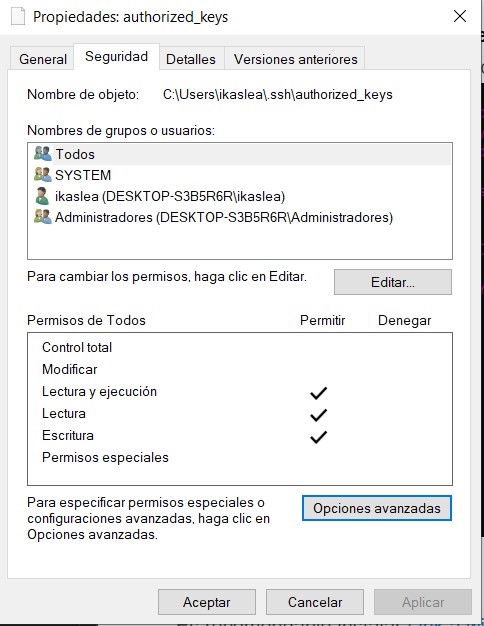 Propiedades: authorized_keys
General Seguridad Detalles Versiones anteriores
Nombre de objeto: C:\Users\ikaslea\.ssh\authorized_keys
Nombres de grupos o usuarios:
Todos
SYSTEM
ikaslea (DESKTOP-S3B5R6R\ikaslea)
Administradores (DESKTOP-S3B5R6R\Administradores)
Para cambiar los permisos, haga clic en Editar. Editar...
Permisos de Todos Permitir Denegar
Control total
Modificar
Lectura y ejecución
Lectura
Escritura
Permisos especiales
Para especificar permisos especiales o
configuraciones avanzadas, haga clic en
Opciones avanzadas.
Opciones avanzadas
Aceptar Cancelar Aplicar